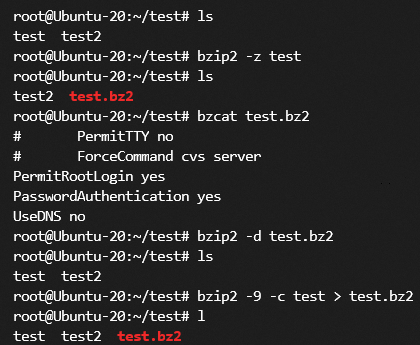 root@Ubuntu-20:~/test# ls
test  test2
root@Ubuntu-20:~/test# bzip2 -z test
root@Ubuntu-20:~/test# ls
test2  test.bz2
root@Ubuntu-20:~/test# bzcat test.bz2
#       PermitTTY no
#       ForceCommand cvs server
PermitRootLogin yes
PasswordAuthentication yes
UseDNS no
root@Ubuntu-20:~/test# bzip2 -d test.bz2
root@Ubuntu-20:~/test# ls
test  test2
root@Ubuntu-20:~/test# bzip2 -9 -c test > test.bz2
root@Ubuntu-20:~/test# l
test  test2  test.bz2